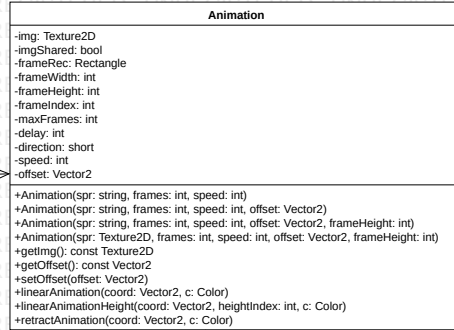 Animation
-img: Texture2D
-imgShared: bool
-frameRec: Rectangle
-frameWidth: int
-frameHeight: int
-frameIndex: int
-maxFrames: int
-delay: int
-direction: short
-speed: int
-offset: Vector2
+Animation(spr: string, frames: int, speed: int)
+Animation(spr: string, frames: int, speed: int, offset: Vector2)
+Animation(spr: string, frames: int, speed: int, offset: Vector2, frameHeight: int)
+Animation(spr: Texture2D, frames: int, speed: int, offset: Vector2, frameHeight: int)
+getImg(): const Texture2D
+getOffset(): const Vector2
+setOffset(offset: Vector2)
+linearAnimation(coord: Vector2, c: Color)
+linearAnimationHeight(coord: Vector2, heightIndex: int, c: Color)
+retractAnimation(coord: Vector2, c: Color)